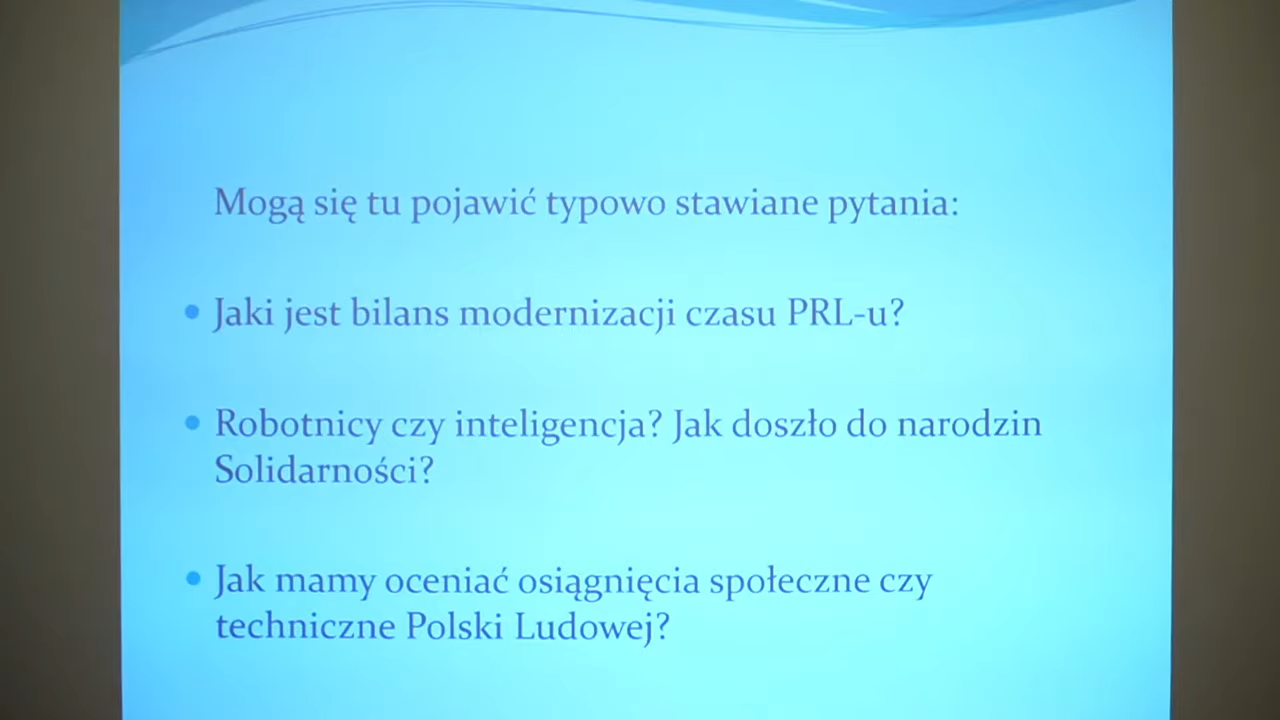 Mogą się tu pojawić typowo stawiane pytania:
• Jaki jest bilans modernizacji czasu PRL-u?
• Robotnicy czy inteligencja? Jak doszło do narodzin
Solidarności?
• Jak mamy oceniać osiągnięcia społeczne czy
techniczne Polski Ludowej?